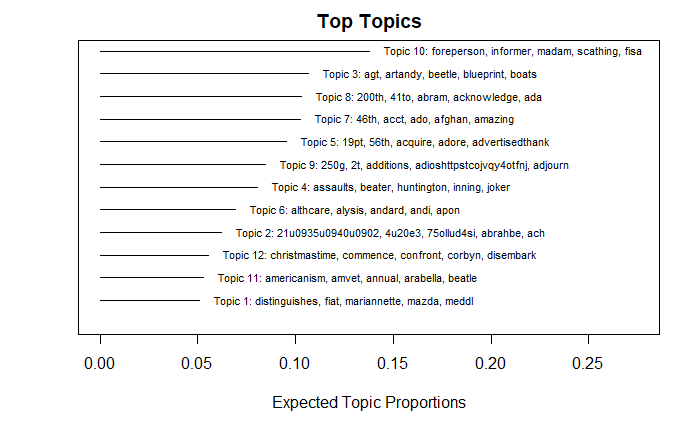 Top Topics
Topic 10: foreperson, informer, madam, scathing, fisa
Topic 3: agt, artandy, beetle, blueprint, boats
Topic 8: 200th, 41to, abram, acknowledge, ada
Topic 7: 46th, acct, ado, afghan, amazing
Topic 5: 19pt, 56th, acquire, adore, advertisedthank
Topic 9: 250g, 2t, additions, adioshttpstcojvqy4otfnj, adjourn
Topic 4: assaults, beater, huntington, inning, joker
Topic 6: althcare, alysis, andard, andi, apon
Topic 2: 21u0935u0940u0902, 4u20e3, 75ollud4si, abrahbe, ach
Topic 12: christmastime, commence, confront, corbyn, disembark
Topic 11: americanism, amvet, annual, arabella, beatle
Topic 1: distinguishes, fiat, mariannette, mazda, meddl
0.00 0.05 0.10 0.15 0.20 0.25
Expected Topic Proportions